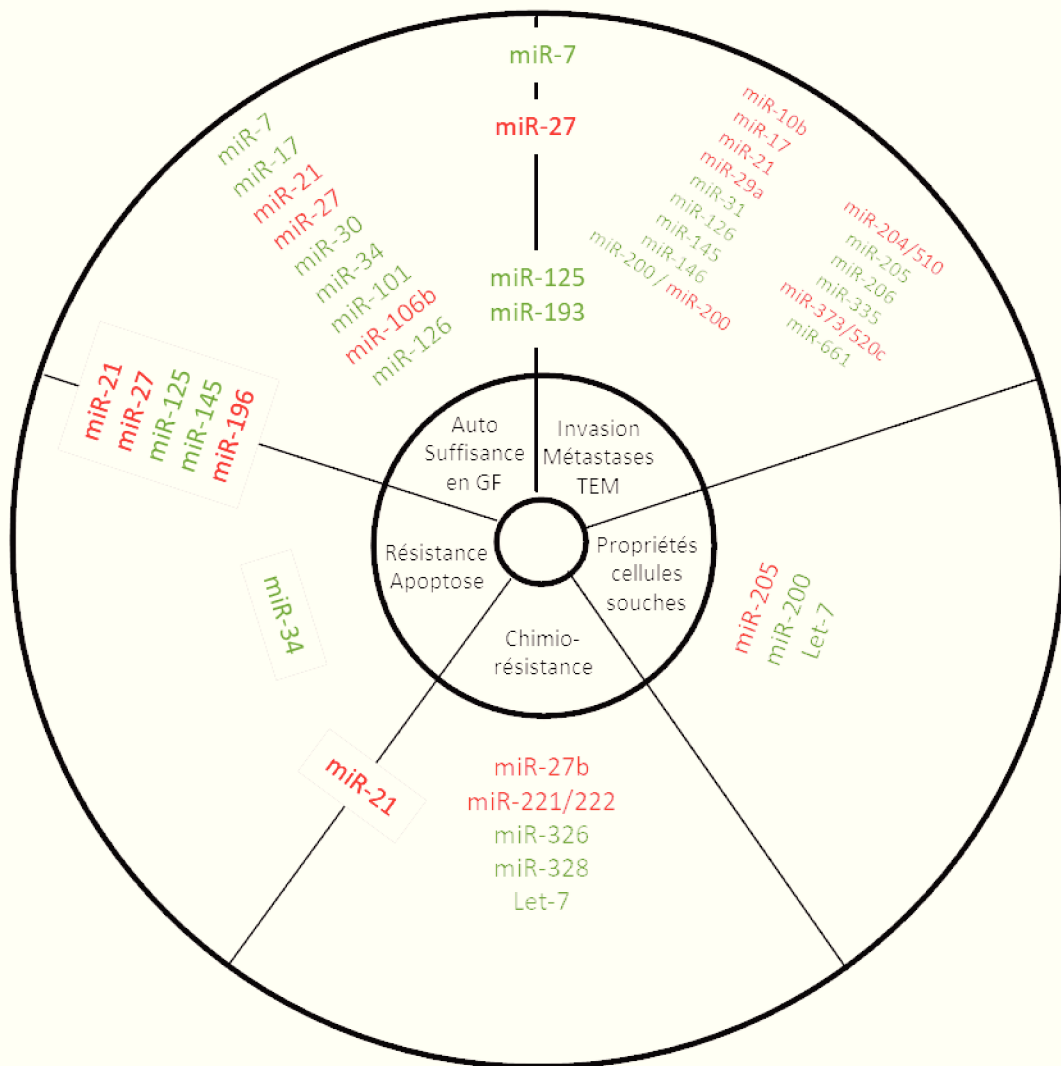 miR-7
miR-27
miR-125
miR-193
miR-7
miR-17
miR-21
miR-27
miR-30
miR-34
miR-101
miR-106b
miR-126
miR-10b
miR-17
miR-21
miR-29a
miR-31
miR-126
miR-145
miR-146
miR-200 / miR-200
miR-204/510
miR-205
miR-206
miR-335
miR-373/520c
miR-661
miR-21
miR-27
miR-125
miR-145
miR-196
Auto
Suffisance
en GF
Invasion
Métastases
TEM
Résistance
Apoptose
Propriétés
cellules
souches
Chimio-
résistance
miR-34
miR-205
miR-200
Let-7
miR-21
miR-27b
miR-221/222
miR-326
miR-328
Let-7